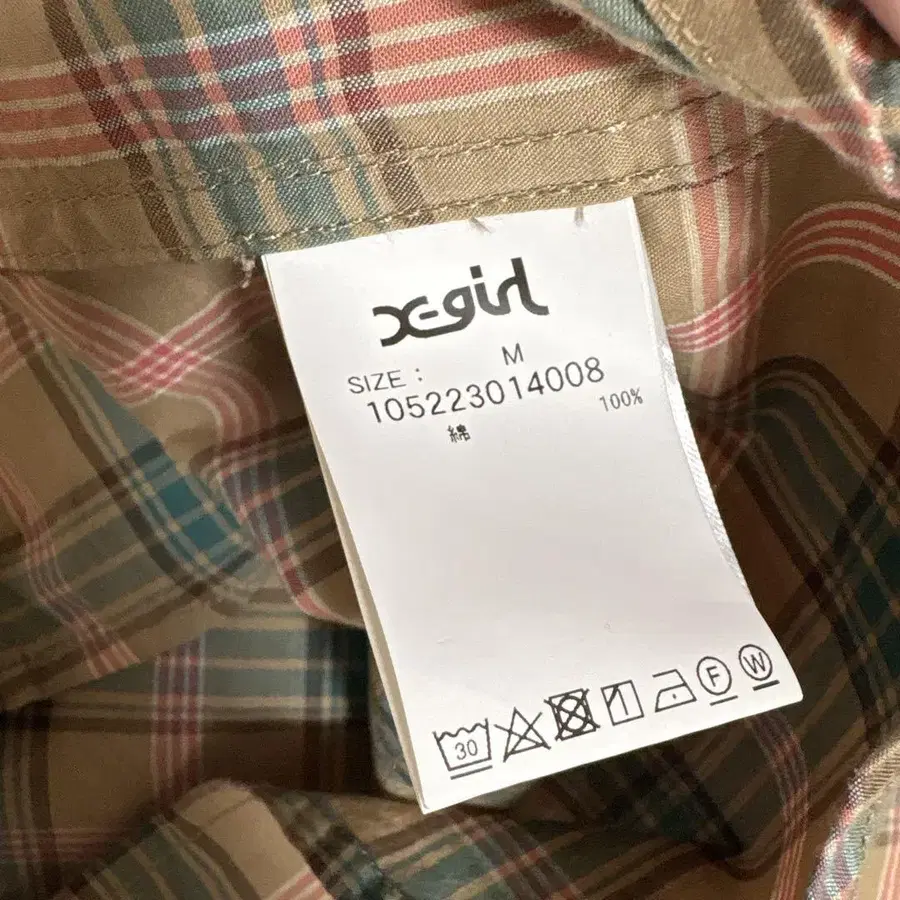 X-girl
SIZE : M
105223014008
綿 100%
30 F W